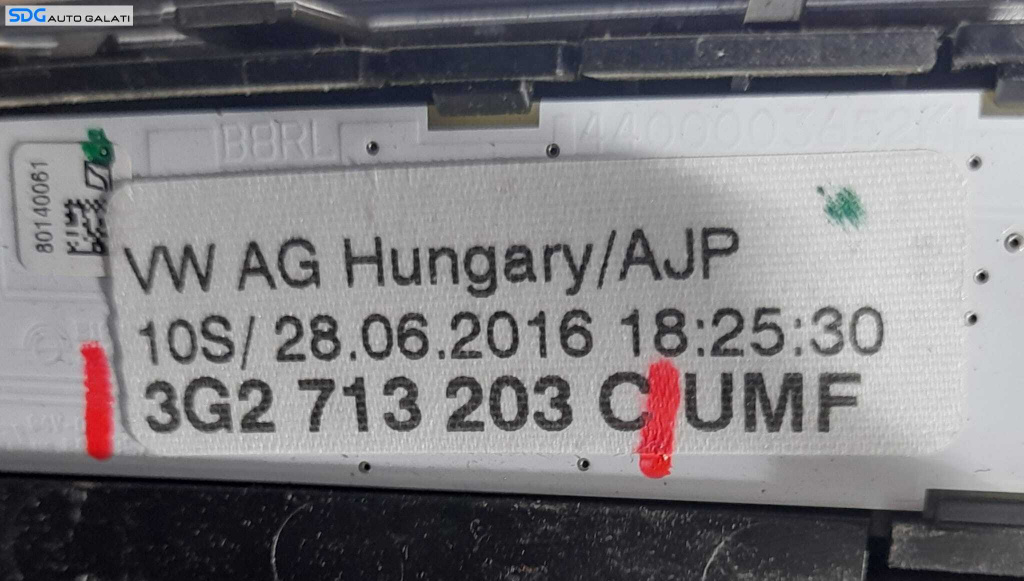 SDG AUTO GALATI
B8RL
80140061
VW AG Hungary/AJP
10S/ 28.06.2016 18:25:30
3G2 713 203 C UMF